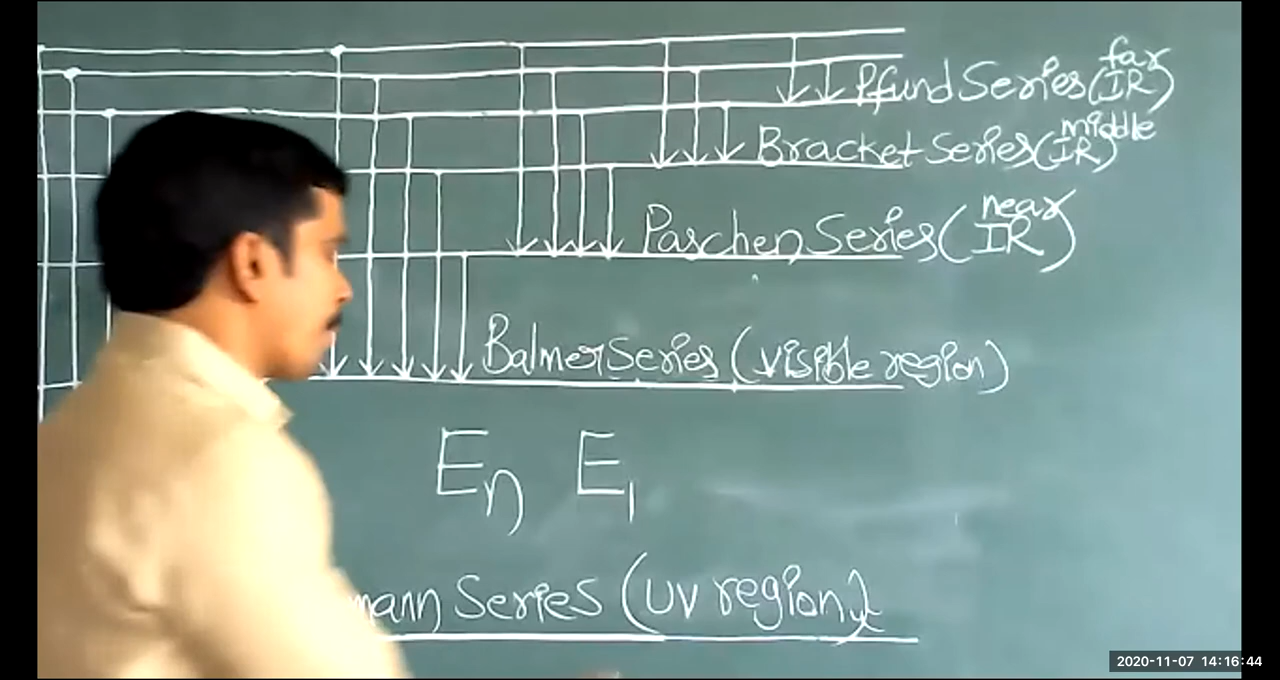 far
Pfund Series (IR)
middle
Bracket Series (IR)
near
Paschen Series (IR)
Balmer Series (visible region)
En E1
mann Series (UV region)
2020-11-07 14:16:44